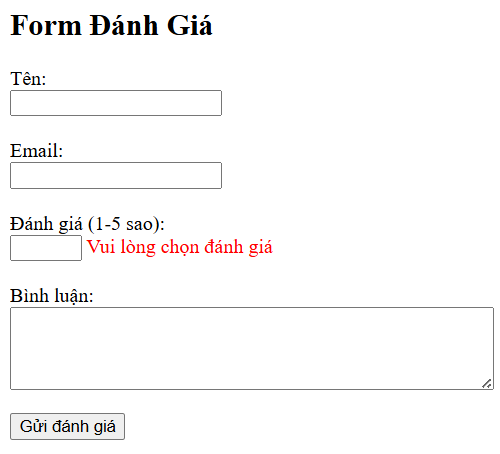 Form Đánh Giá
Tên:
Email:
Đánh giá (1-5 sao):
Vui lòng chọn đánh giá
Bình luận:
Gửi đánh giá